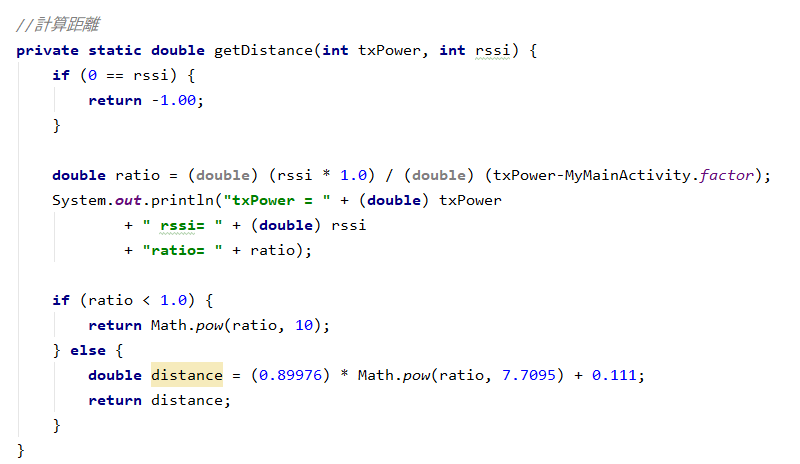 //計算距離
private static double getDistance(int txPower, int rssi) {
    if (0 == rssi) {
        return -1.00;
    }

    double ratio = (double) (rssi * 1.0) / (double) (txPower-MyMainActivity.factor);
    System.out.println("txPower = " + (double) txPower
            + " rssi= " + (double) rssi
            + "ratio= " + ratio);

    if (ratio < 1.0) {
        return Math.pow(ratio, 10);
    } else {
        double distance = (0.89976) * Math.pow(ratio, 7.7095) + 0.111;
        return distance;
    }
}